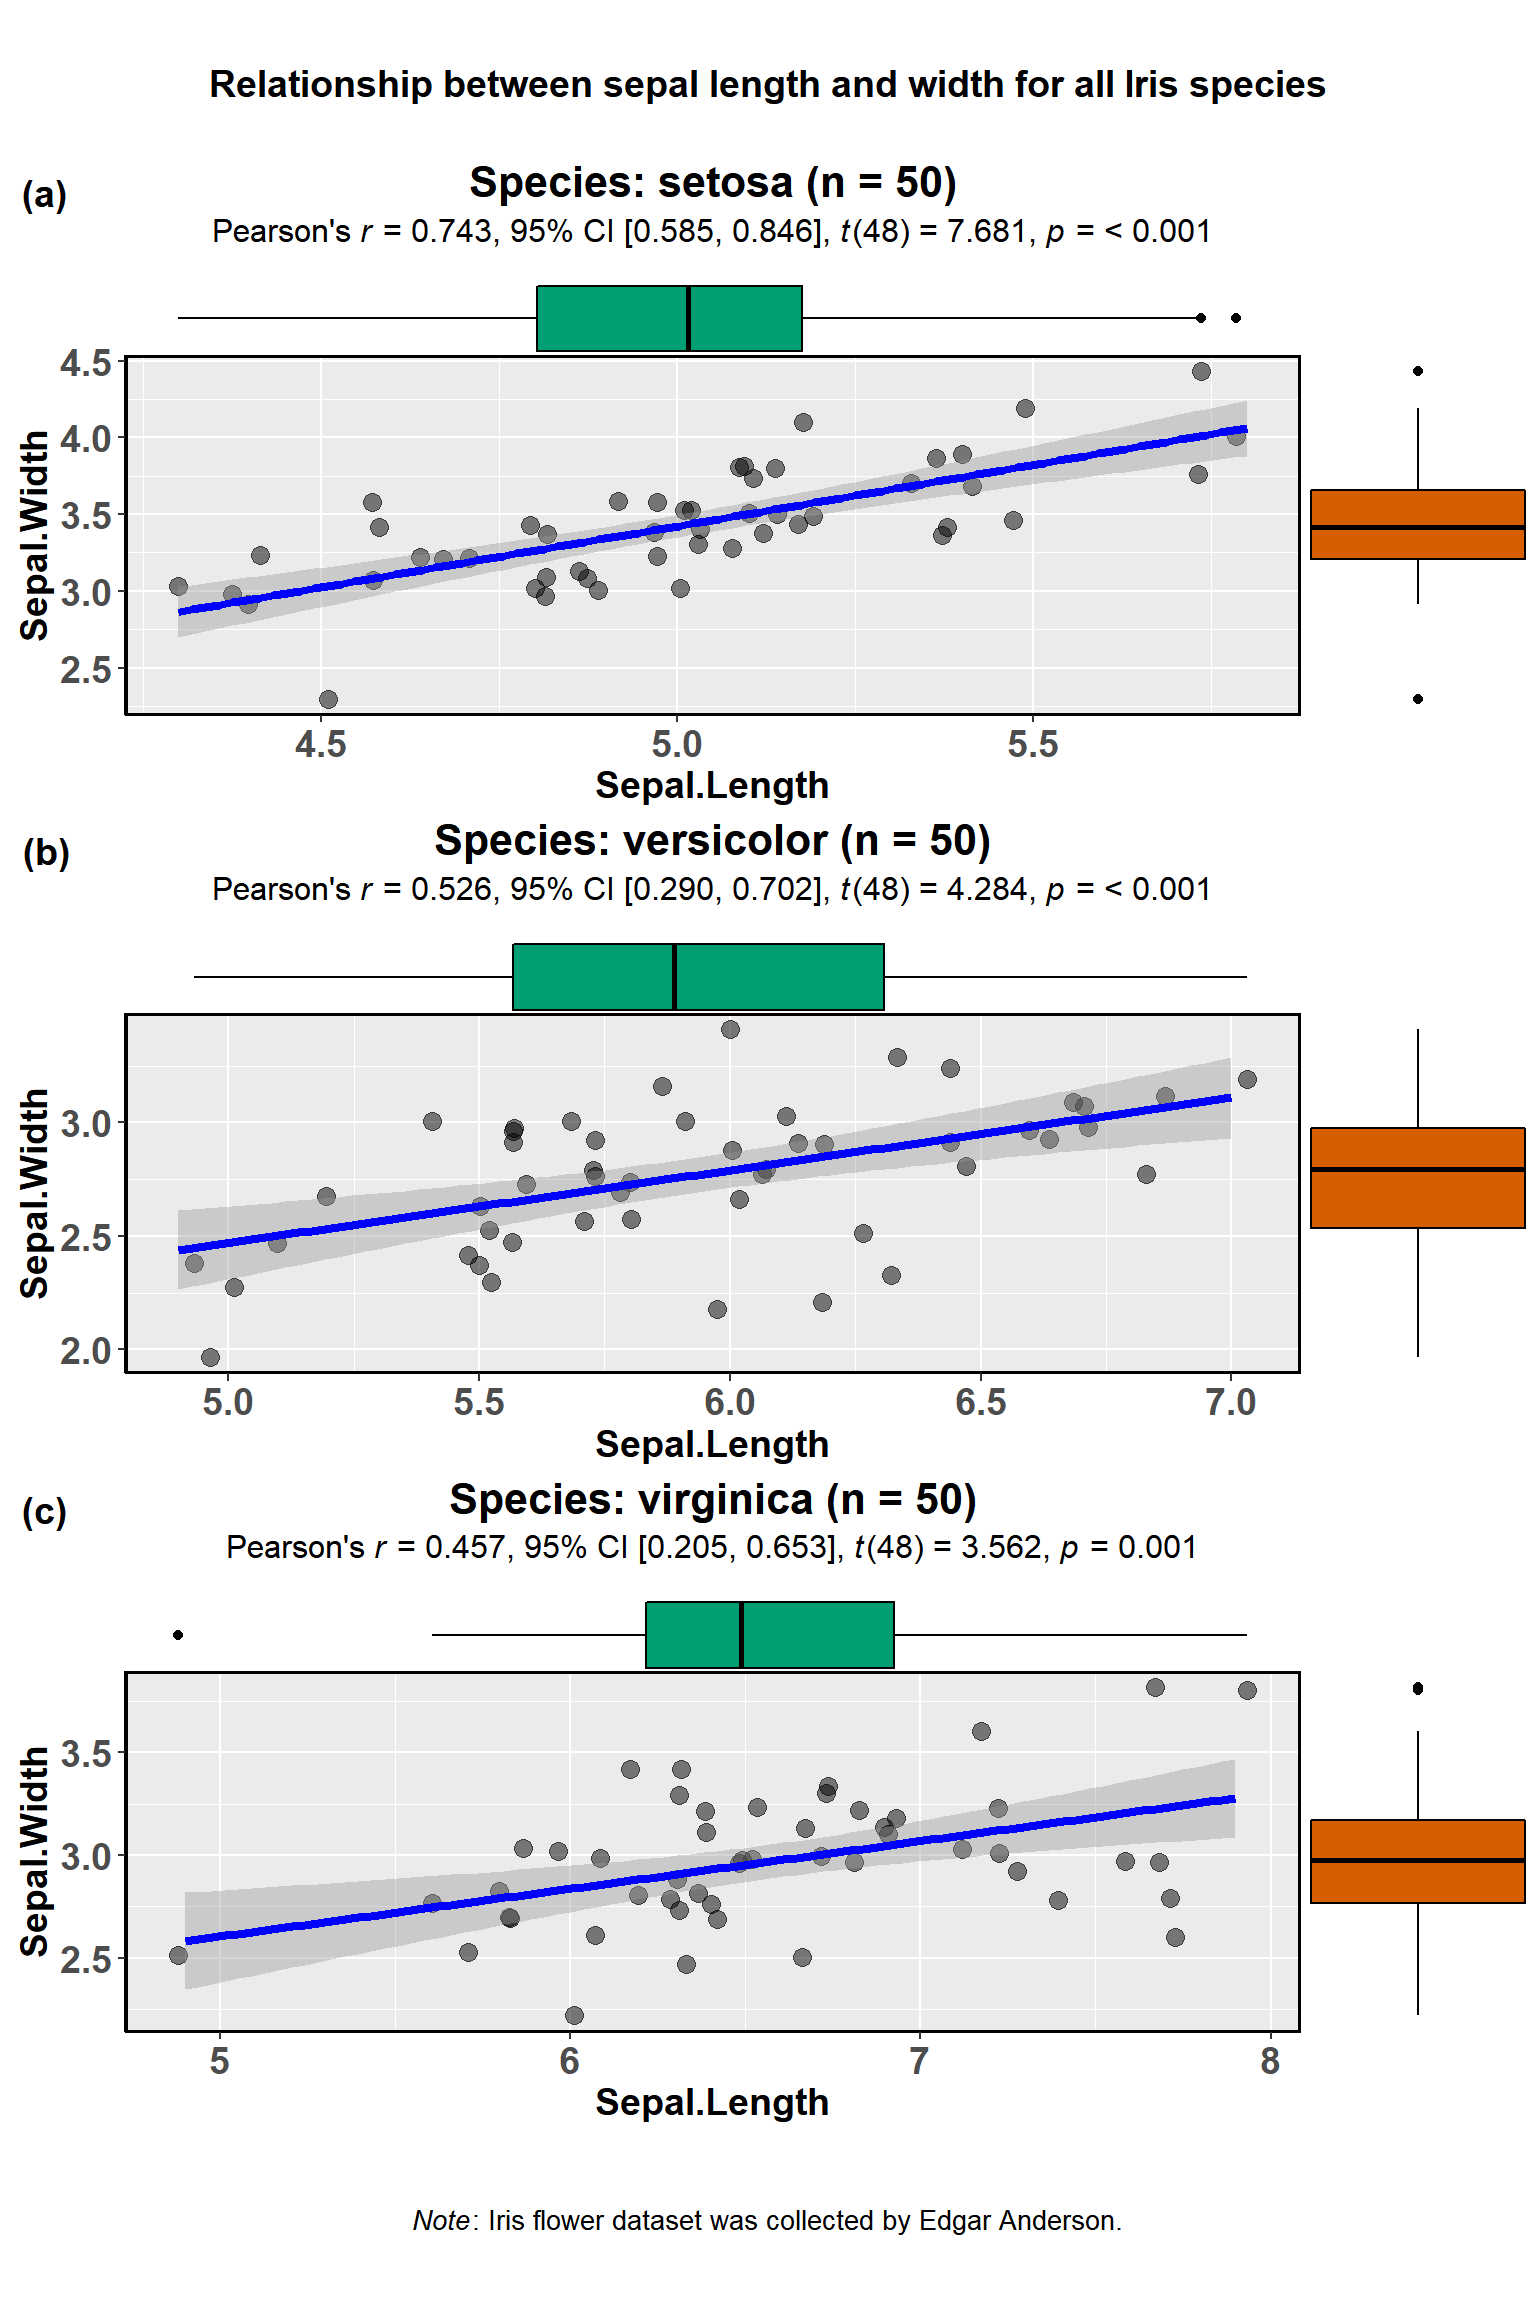 Relationship between sepal length and width for all Iris species
(a)
Species: setosa (n = 50)
Pearson's r = 0.743, 95% CI [0.585, 0.846], t(48) = 7.681, p = < 0.001
Sepal.Width
4.5
4.0
3.5
3.0
2.5
4.5 5.0 5.5
Sepal.Length
(b)
Species: versicolor (n = 50)
Pearson's r = 0.526, 95% CI [0.290, 0.702], t(48) = 4.284, p = < 0.001
Sepal.Width
3.0
2.5
2.0
5.0 5.5 6.0 6.5 7.0
Sepal.Length
(c)
Species: virginica (n = 50)
Pearson's r = 0.457, 95% CI [0.205, 0.653], t(48) = 3.562, p = 0.001
Sepal.Width
3.5
3.0
2.5
5 6 7 8
Sepal.Length
Note: Iris flower dataset was collected by Edgar Anderson.